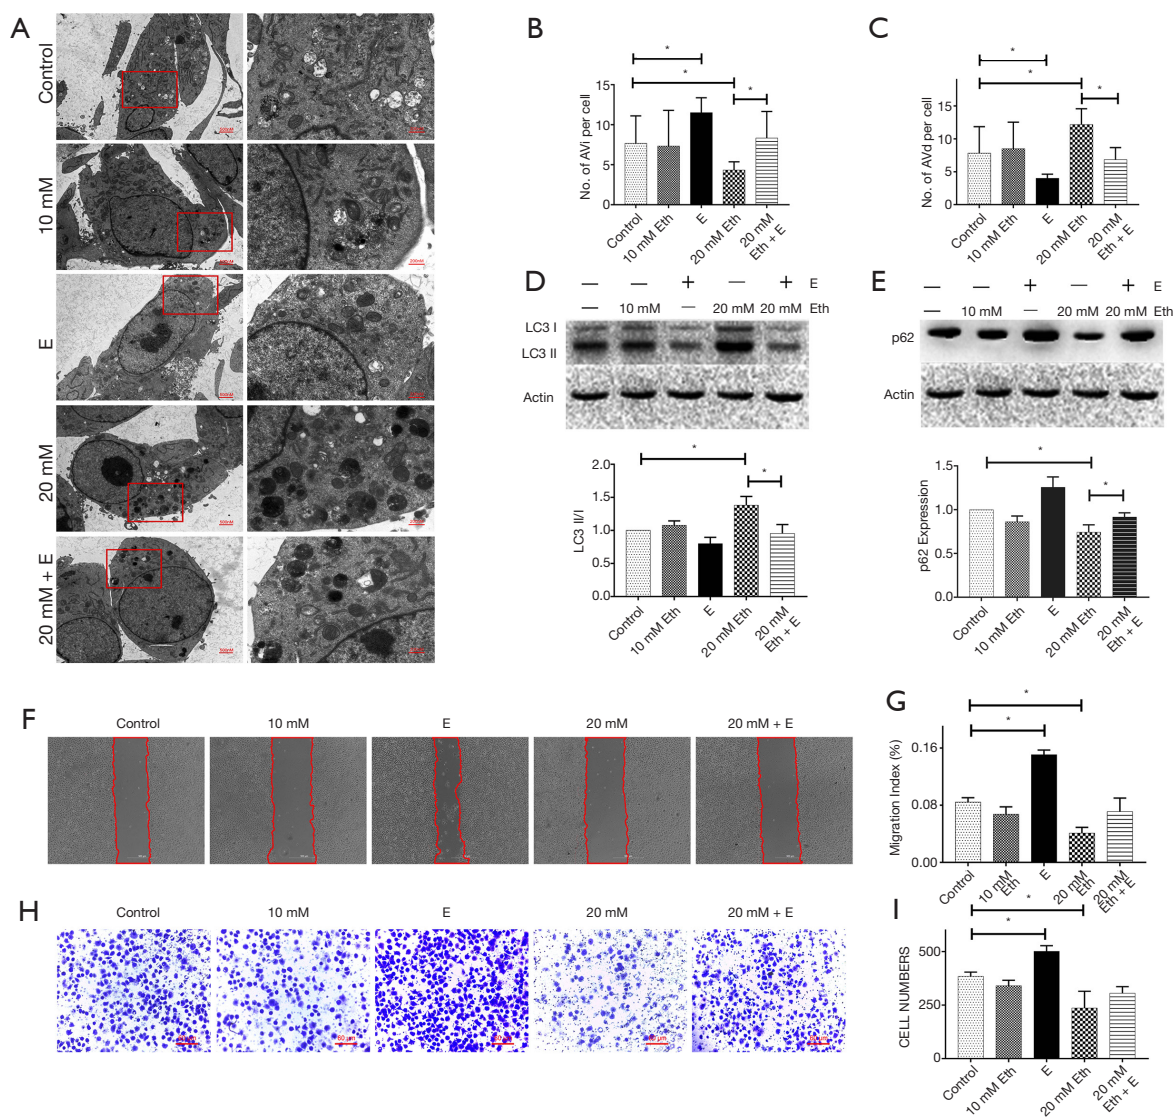 A
Control
10 mM
E
20 mM
20 mM + E
500nM
200nM
B
No. of AVi per cell
20
15
10
5
0
*
*
*
Control
10 mM Eth
E
20 mM Eth
20 mM
Eth + E
C
No. of AVd per cell
20
15
10
5
0
*
*
*
Control
10 mM Eth
E
20 mM Eth
20 mM
Eth + E
D
— — + — + E
— 10 mM — 20 mM 20 mM Eth
LC3 I
LC3 II
Actin
*
*
LC3 II/I
2.0
1.5
1.0
0.5
0.0
Control
10 mM Eth
E
20 mM Eth
20 mM
Eth + E
E
— — + — + E
— 10 mM — 20 mM 20 mM Eth
p62
Actin
*
*
p62 Expression
1.5
1.0
0.5
0.0
Control
10 mM Eth
E
20 mM Eth
20 mM
Eth + E
F
Control 10 mM E 20 mM 20 mM + E
G
Migration Index (%)
0.16
0.08
0.00
*
*
Control
10 mM
Eth
E
20 mM
Eth
20 mM
Eth + E
H
Control 10 mM E 20 mM 20 mM + E
60 µm
I
CELL NUMBERS
500
250
0
*
*
Control
10 mM Eth
E
20 mM Eth
20 mM
Eth + E